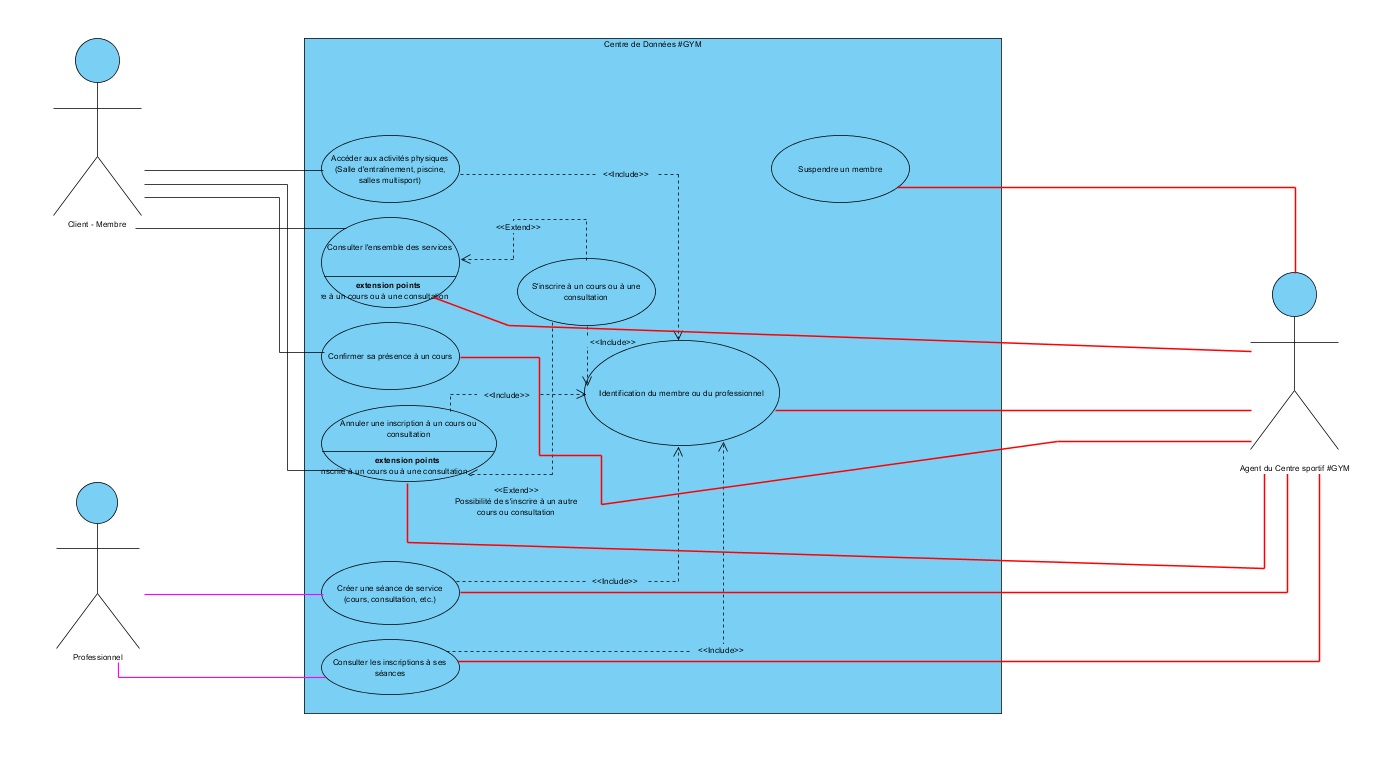 Centre de Données #GYM
Accéder aux activités physiques
(Salle d'entraînement, piscine,
salles multisport)
<<Include>>
Suspendre un membre
Client - Membre
<<Extend>>
Consulter l'ensemble des services
extension points
re à un cours ou à une consultation
S'inscrire à un cours ou à une
consultation
<<Include>>
Confirmer sa présence à un cours
Identification du membre ou du professionnel
<<Include>>
Annuler une inscription à un cours ou
consultation
extension points
nscrire à un cours ou à une consultation
Agent du Centre sportif #GYM
<<Extend>>
Possibilité de s'inscrire à un autre
cours ou consultation
<<Include>>
Créer une séance de service
(cours, consultation, etc.)
Professionnel
<<Include>>
Consulter les inscriptions à ses
séances